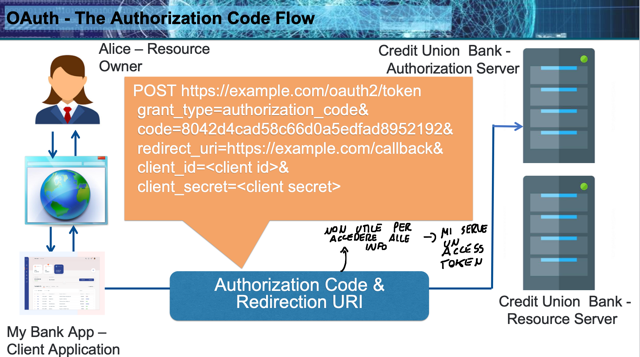 OAuth - The Authorization Code Flow
Alice – Resource
Owner
Credit Union Bank -
Authorization Server
POST https://example.com/oauth2/token
grant_type=authorization_code&
code=8042d4cad58c66d0a5edfad8952192&
redirect_uri=https://example.com/callback&
client_id=<client id>&
client_secret=<client secret>
NON UTILE PER
ACCEDERE ALLE
INFO
→ MI SERVE
UN
ACCESS
TOKEN
Authorization Code &
Redirection URI
My Bank App –
Client Application
Credit Union Bank -
Resource Server